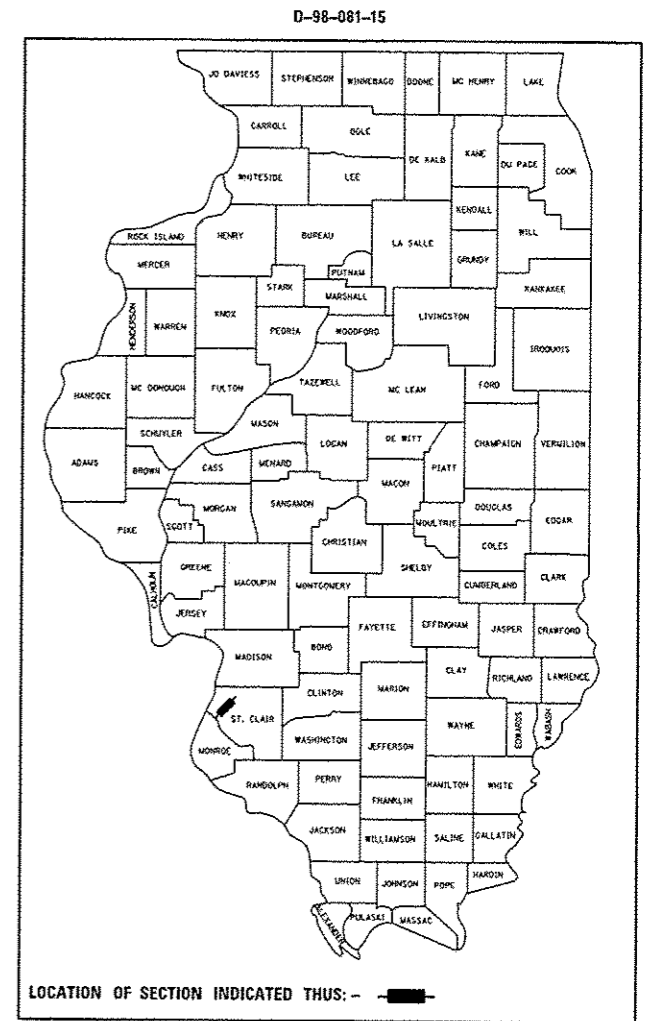 D-98-081-15
JO DAVIESS
STEPHENSON
WINNEBAGO
BOONE
MC HENRY
LAKE
CARROLL
OGLE
DE KALB
KANE
DU PAGE
COOK
WHITESIDE
LEE
KENDALL
WILL
ROCK ISLAND
HENRY
BUREAU
LA SALLE
GRUNDY
MERCER
PUTNAM
KANKAKEE
STARK
MARSHALL
HENDERSON
WARREN
KNOX
PEORIA
WOODFORD
LIVINGSTON
IROQUOIS
HANCOCK
MC DONOUGH
FULTON
TAZEWELL
MC LEAN
FORD
SCHUYLER
MASON
LOGAN
DE WITT
CHAMPAIGN
VERMILION
ADAMS
BROWN
CASS
MENARD
PIATT
MACON
MORGAN
SANGAMON
DOUGLAS
EDGAR
PIKE
SCOTT
CHRISTIAN
MOULTRIE
COLES
GREENE
MACOUPIN
MONTGOMERY
SHELBY
CUMBERLAND
CLARK
CALHOUN
JERSEY
FAYETTE
EFFINGHAM
JASPER
CRAWFORD
MADISON
BOND
CLAY
RICHLAND
LAWRENCE
CLINTON
MARION
ST. CLAIR
WAYNE
EDWARDS
WABASH
WASHINGTON
JEFFERSON
MONROE
RANDOLPH
PERRY
HAMILTON
WHITE
FRANKLIN
JACKSON
WILLIAMSON
SALINE
GALLATIN
UNION
JOHNSON
POPE
HARDIN
ALEXANDER
PULASKI
MASSAC
LOCATION OF SECTION INDICATED THUS: -